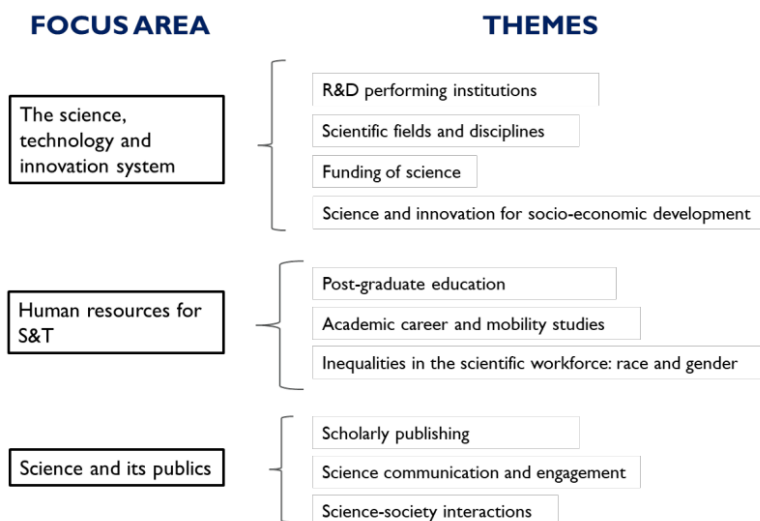 FOCUS AREA
THEMES
The science,
technology and
innovation system
R&D performing institutions
Scientific fields and disciplines
Funding of science
Science and innovation for socio-economic development
Human resources for
S&T
Post-graduate education
Academic career and mobility studies
Inequalities in the scientific workforce: race and gender
Science and its publics
Scholarly publishing
Science communication and engagement
Science-society interactions